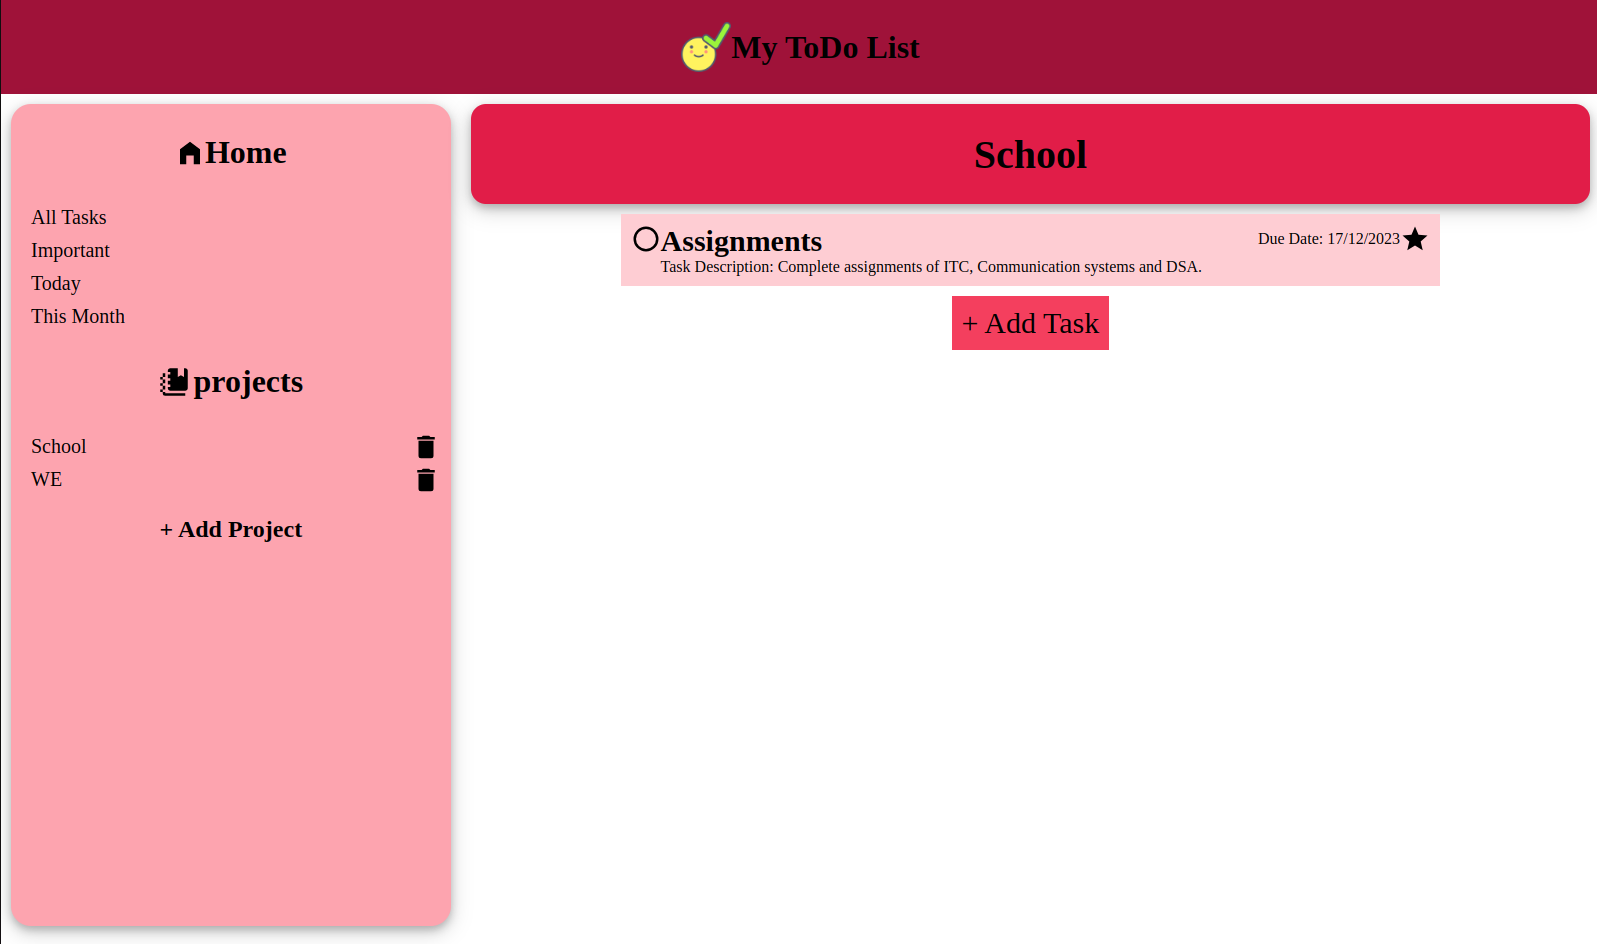 My ToDo List
Home
All Tasks
Important
Today
This Month
projects
School
WE
+ Add Project
School
Assignments
Due Date: 17/12/2023
Task Description: Complete assignments of ITC, Communication systems and DSA.
+ Add Task